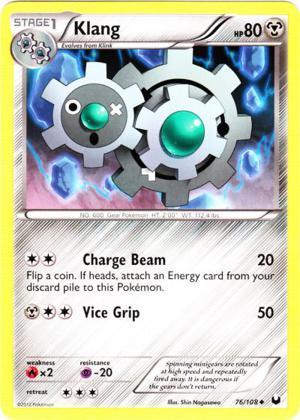 STAGE1 Klang HP80
Evolves from Klink
NO. 600 Gear Pokémon HT. 2'00" WT. 112.4 lbs.
Charge Beam 20
Flip a coin. If heads, attach an Energy card from your
discard pile to this Pokémon.
Vice Grip 50
weakness resistance
×2 -20
retreat
Spinning minigears are rotated
at high speed and repeatedly
fired away. It is dangerous if
the gears don't return.
©2012 Pokémon
Illus. Shin Nagasawa 76/108